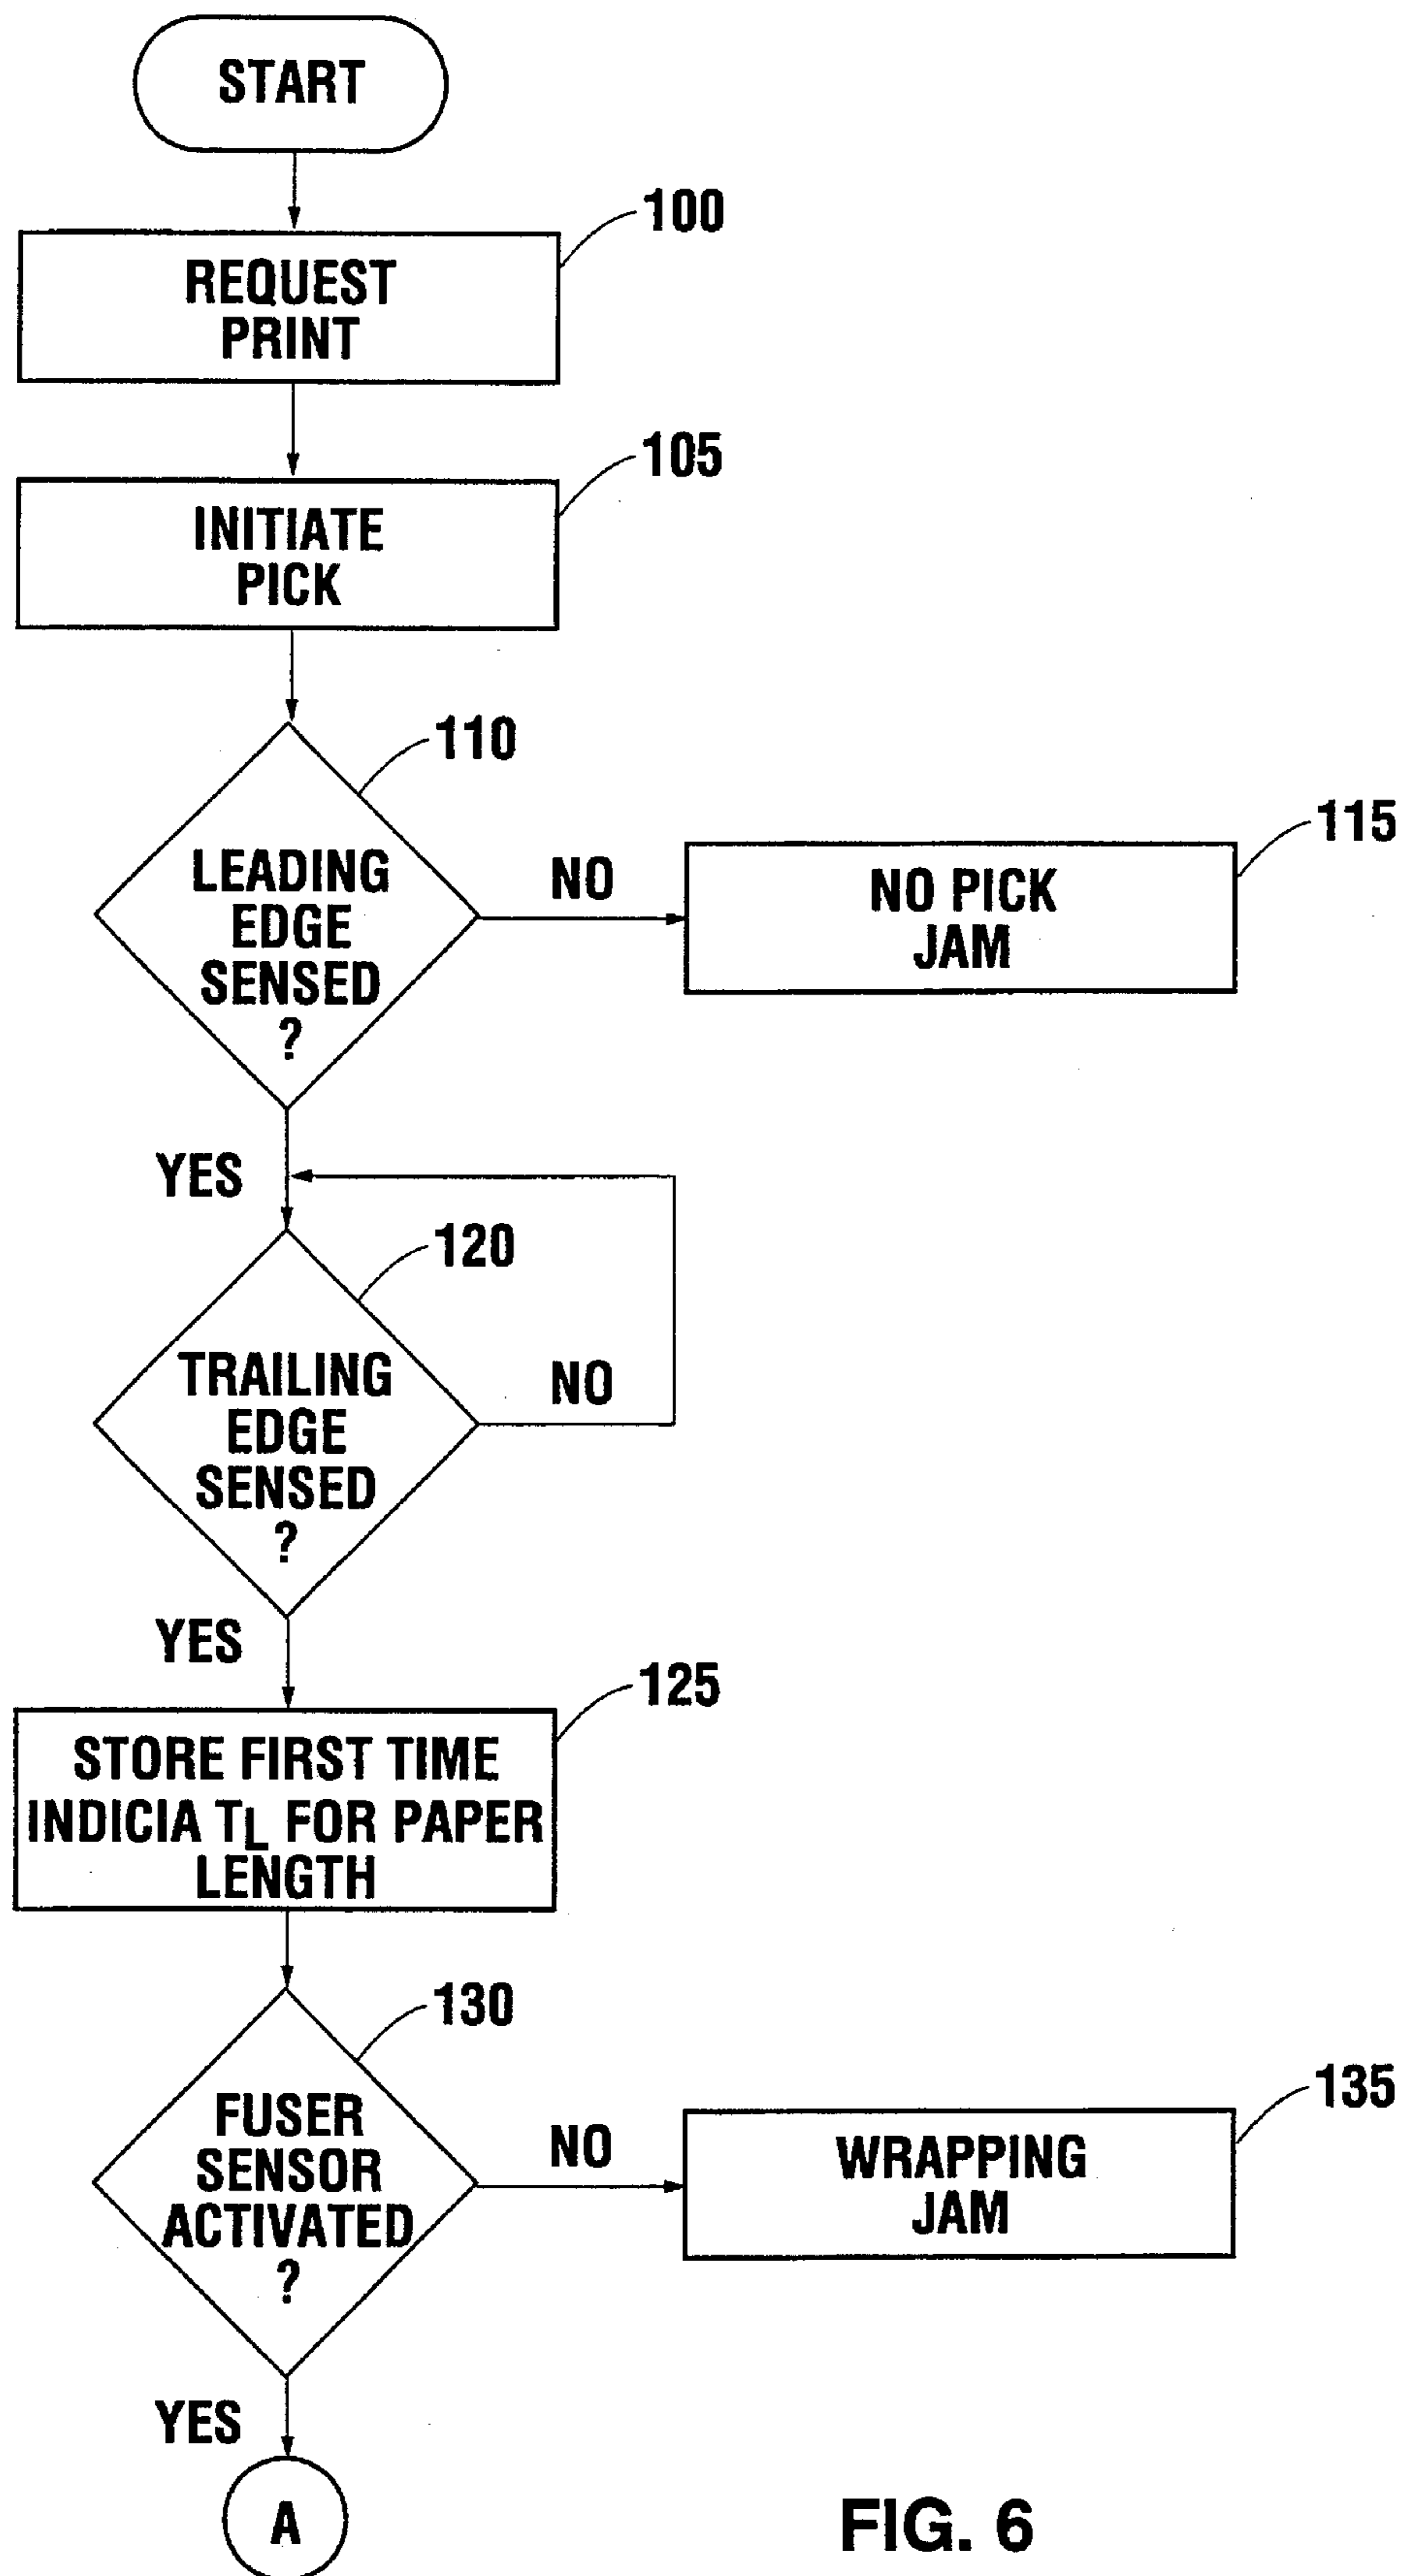 START
100
REQUEST
PRINT
105
INITIATE
PICK
110
LEADING
EDGE
SENSED
?
NO
115
NO PICK
JAM
YES
120
TRAILING
EDGE
SENSED
?
NO
YES
125
STORE FIRST TIME
INDICIA TL FOR PAPER
LENGTH
130
FUSER
SENSOR
ACTIVATED
?
NO
135
WRAPPING
JAM
YES
A
FIG. 6